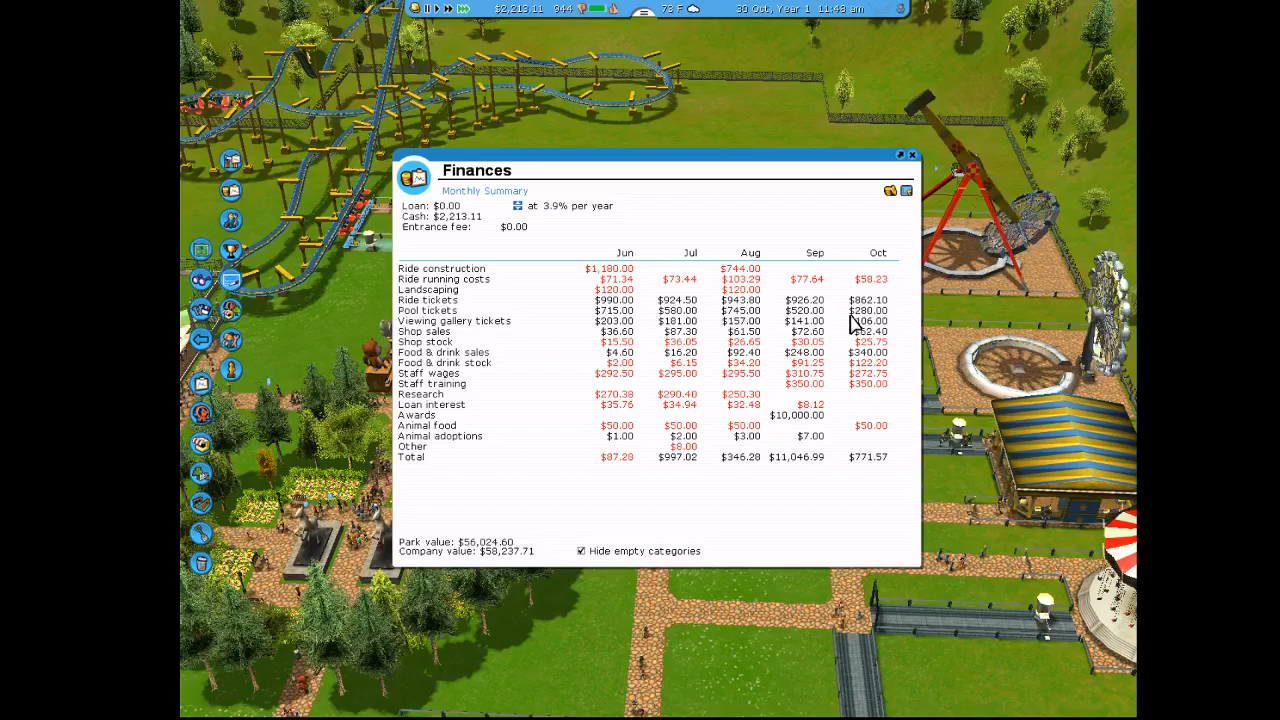 $2,213.11 944 73 F 30 Oct, Year 1 11:48 am
Finances
Monthly Summary
Loan: $0.00 at 3.9% per year
Cash: $2,213.11
Entrance fee: $0.00
Jun Jul Aug Sep Oct
Ride construction $1,180.00 $744.00
Ride running costs $71.34 $73.44 $103.29 $77.64 $58.23
Landscaping $120.00 $120.00
Ride tickets $990.00 $924.50 $943.80 $926.20 $862.10
Pool tickets $715.00 $580.00 $745.00 $520.00 $280.00
Viewing gallery tickets $203.00 $181.00 $157.00 $141.00
Shop sales $36.60 $87.30 $61.50 $72.60
Shop stock $15.50 $36.05 $26.65 $30.05 $25.75
Food & drink sales $4.60 $16.20 $92.40 $248.00 $340.00
Food & drink stock $2.00 $6.15 $34.20 $91.25 $122.20
Staff wages $292.50 $295.00 $295.50 $310.75 $272.75
Staff training $350.00 $350.00
Research $270.38 $290.40 $250.30
Loan interest $35.76 $34.94 $32.48 $8.12
Awards $10,000.00
Animal food $50.00 $50.00 $50.00 $50.00
Animal adoptions $1.00 $2.00 $3.00 $7.00
Other $8.00
Total $87.28 $997.02 $346.28 $11,046.99 $771.57
Park value: $56,024.60
Company value: $58,237.71
Hide empty categories